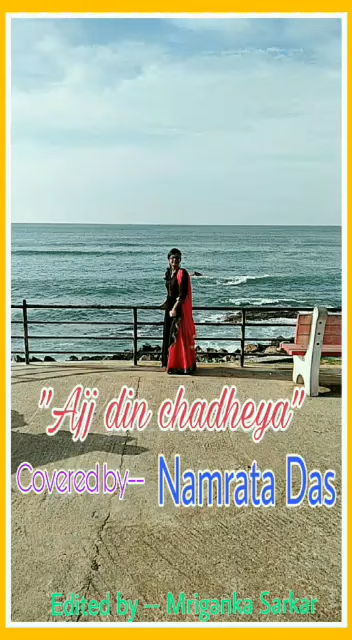 "Ajj din chadheya"
Covered by-- Namrata Das
Edited by -- Mriganka Sarkar